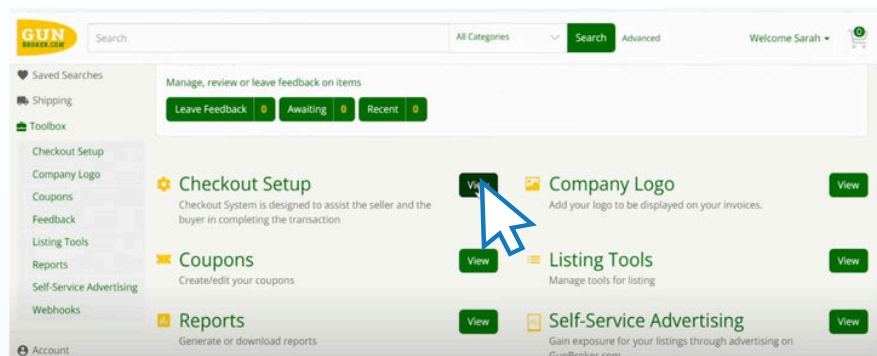 GUN
BROKER.COM
Search
All Categories
Search
Advanced
Welcome Sarah
0
Saved Searches
Shipping
Toolbox
Checkout Setup
Company Logo
Coupons
Feedback
Listing Tools
Reports
Self-Service Advertising
Webhooks
Account
Manage, review or leave feedback on items
Leave Feedback 0
Awaiting 0
Recent 0
Checkout Setup
View
Checkout System is designed to assist the seller and the
buyer in completing the transaction
Company Logo
View
Add your logo to be displayed on your invoices.
Coupons
View
Create/edit your coupons
Listing Tools
View
Manage tools for listing
Reports
View
Generate or download reports
Self-Service Advertising
View
Gain exposure for your listings through advertising on
GunBroker.com